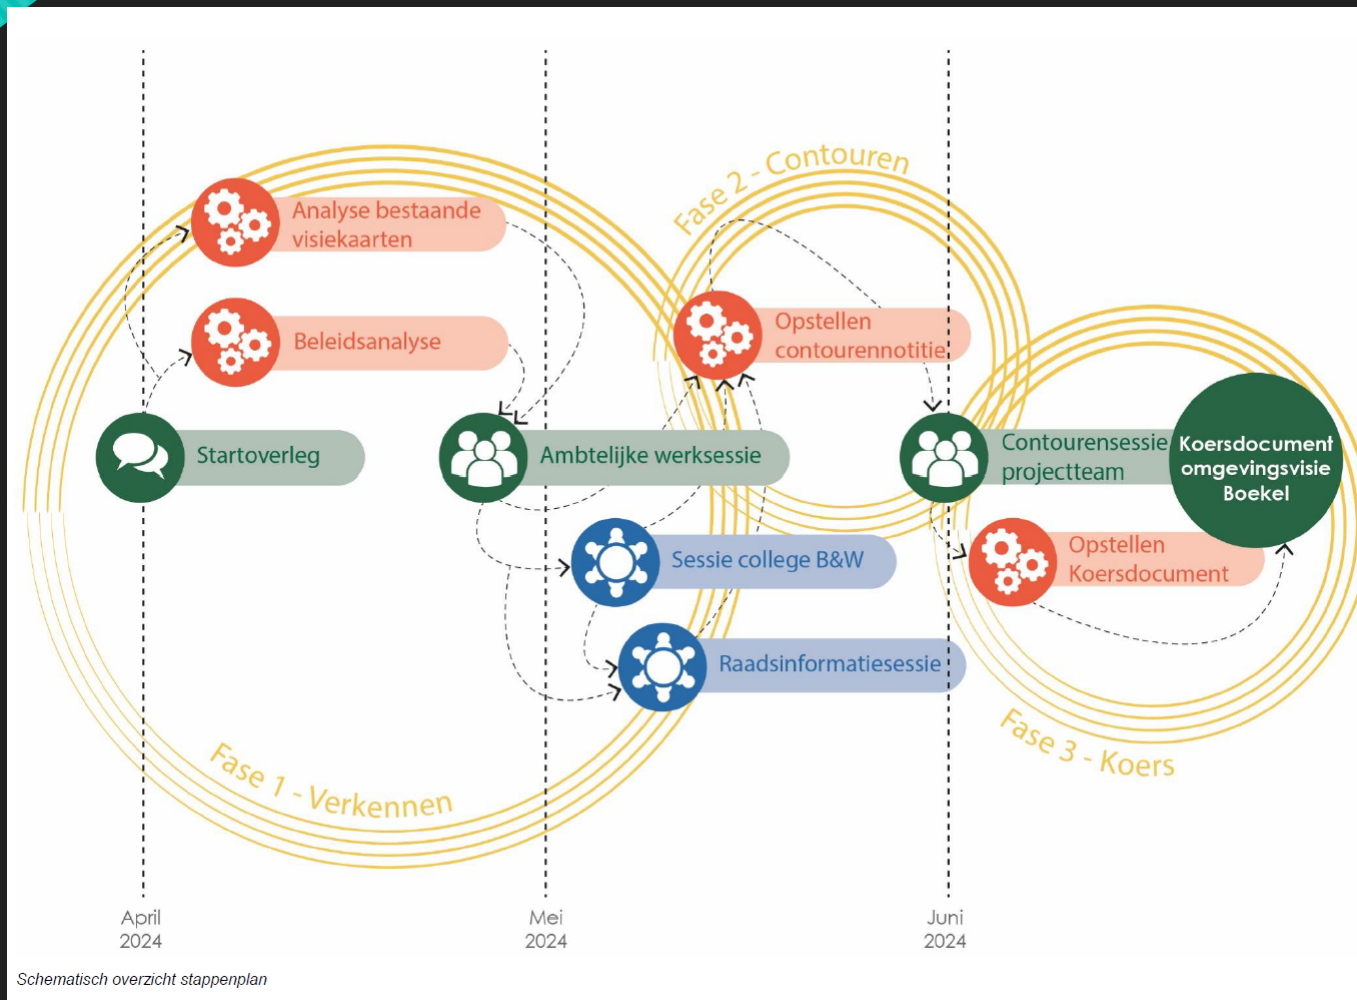 Fase 2 - Contouren
Analyse bestaande
visiekaarten
Beleidsanalyse
Opstellen
contourennotitie
Startoverleg
Ambtelijke werksessie
Contourensessie
projectteam
Koersdocument
omgevingsvisie
Boekel
Sessie college B&W
Opstellen
Koersdocument
Raadsinformatiesessie
Fase 1 - Verkennen
Fase 3 - Koers
April
2024
Mei
2024
Juni
2024
Schematisch overzicht stappenplan